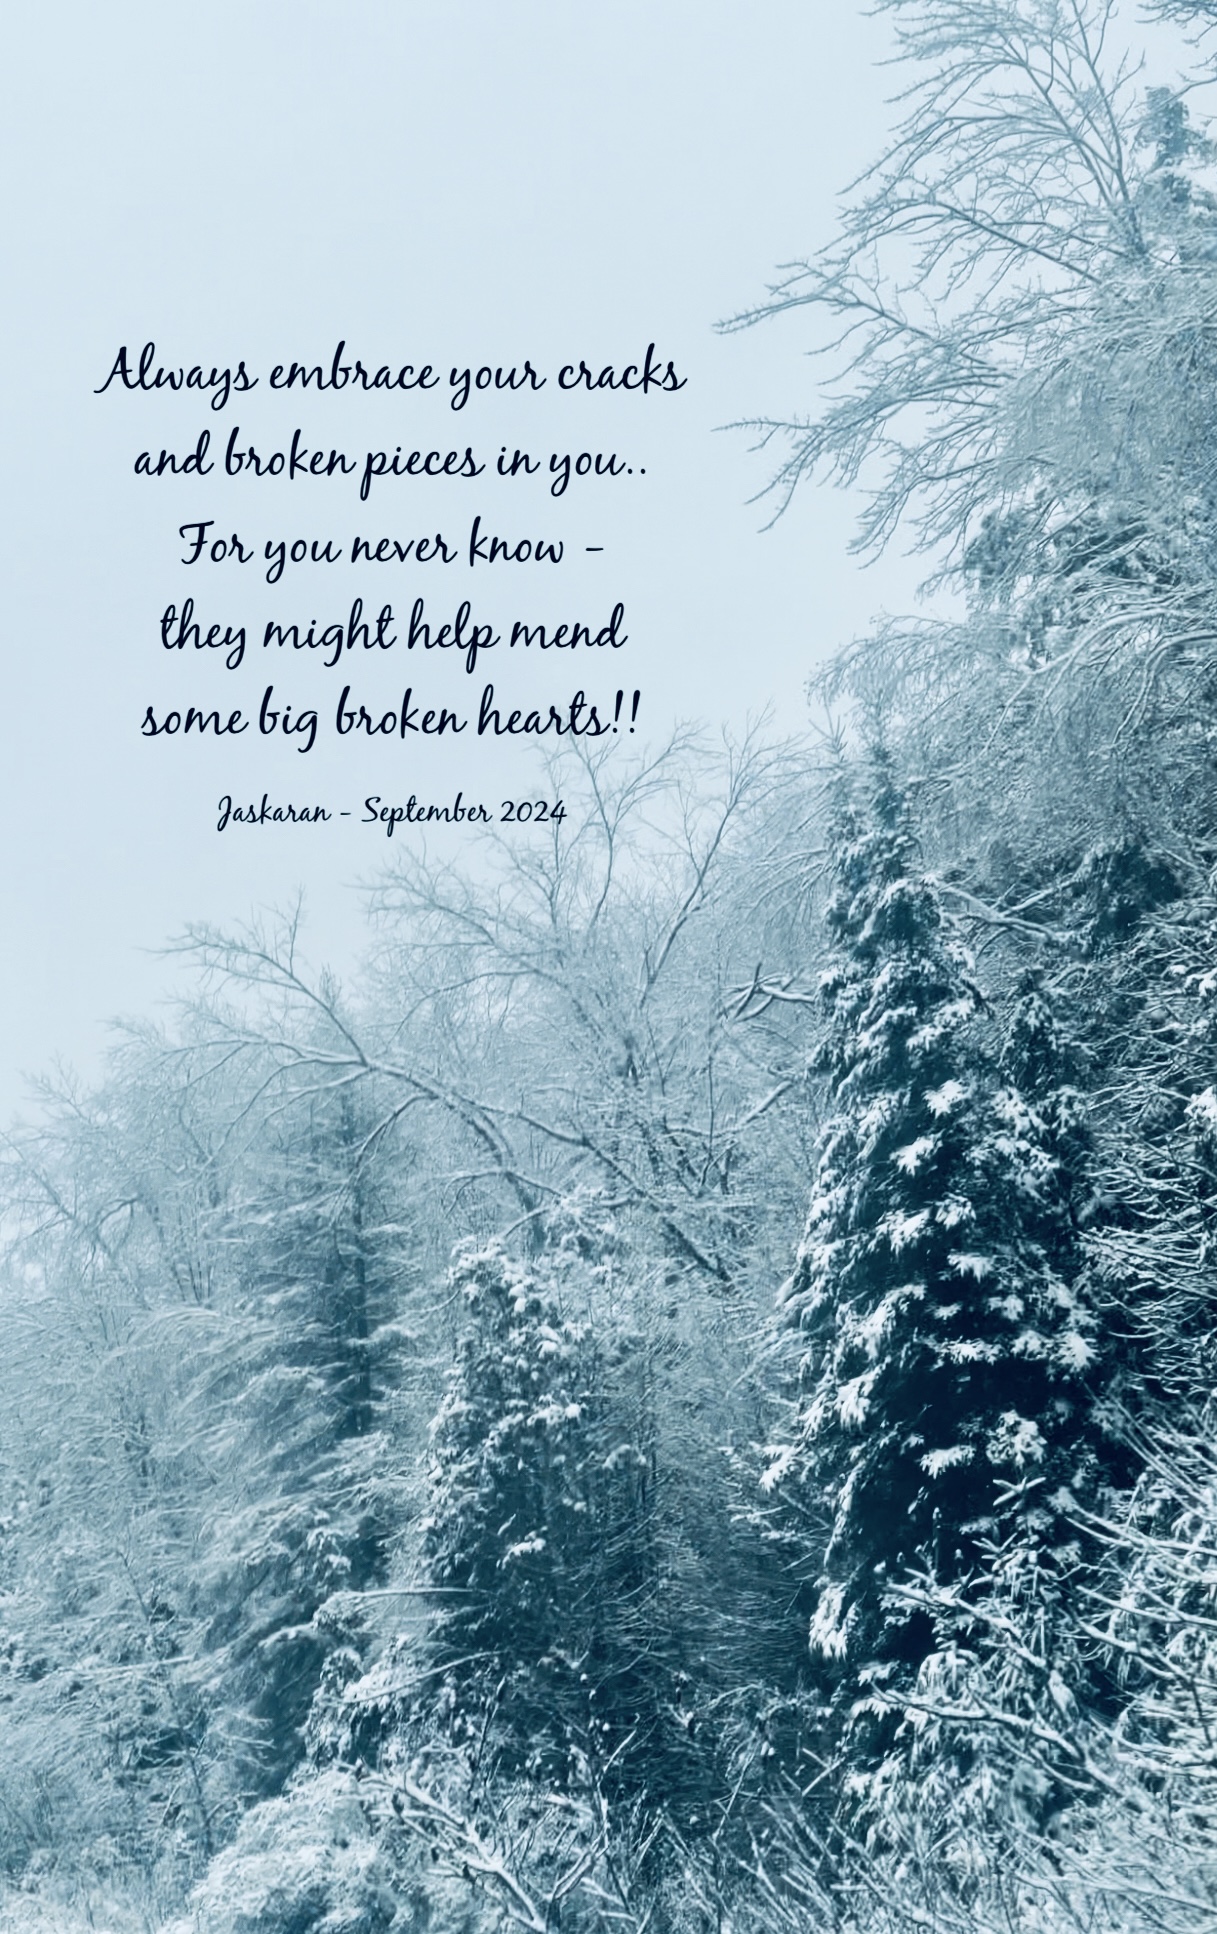 Always embrace your cracks
and broken pieces in you..
For you never know -
they might help mend
some big broken hearts!!
Jaskaran - September 2024